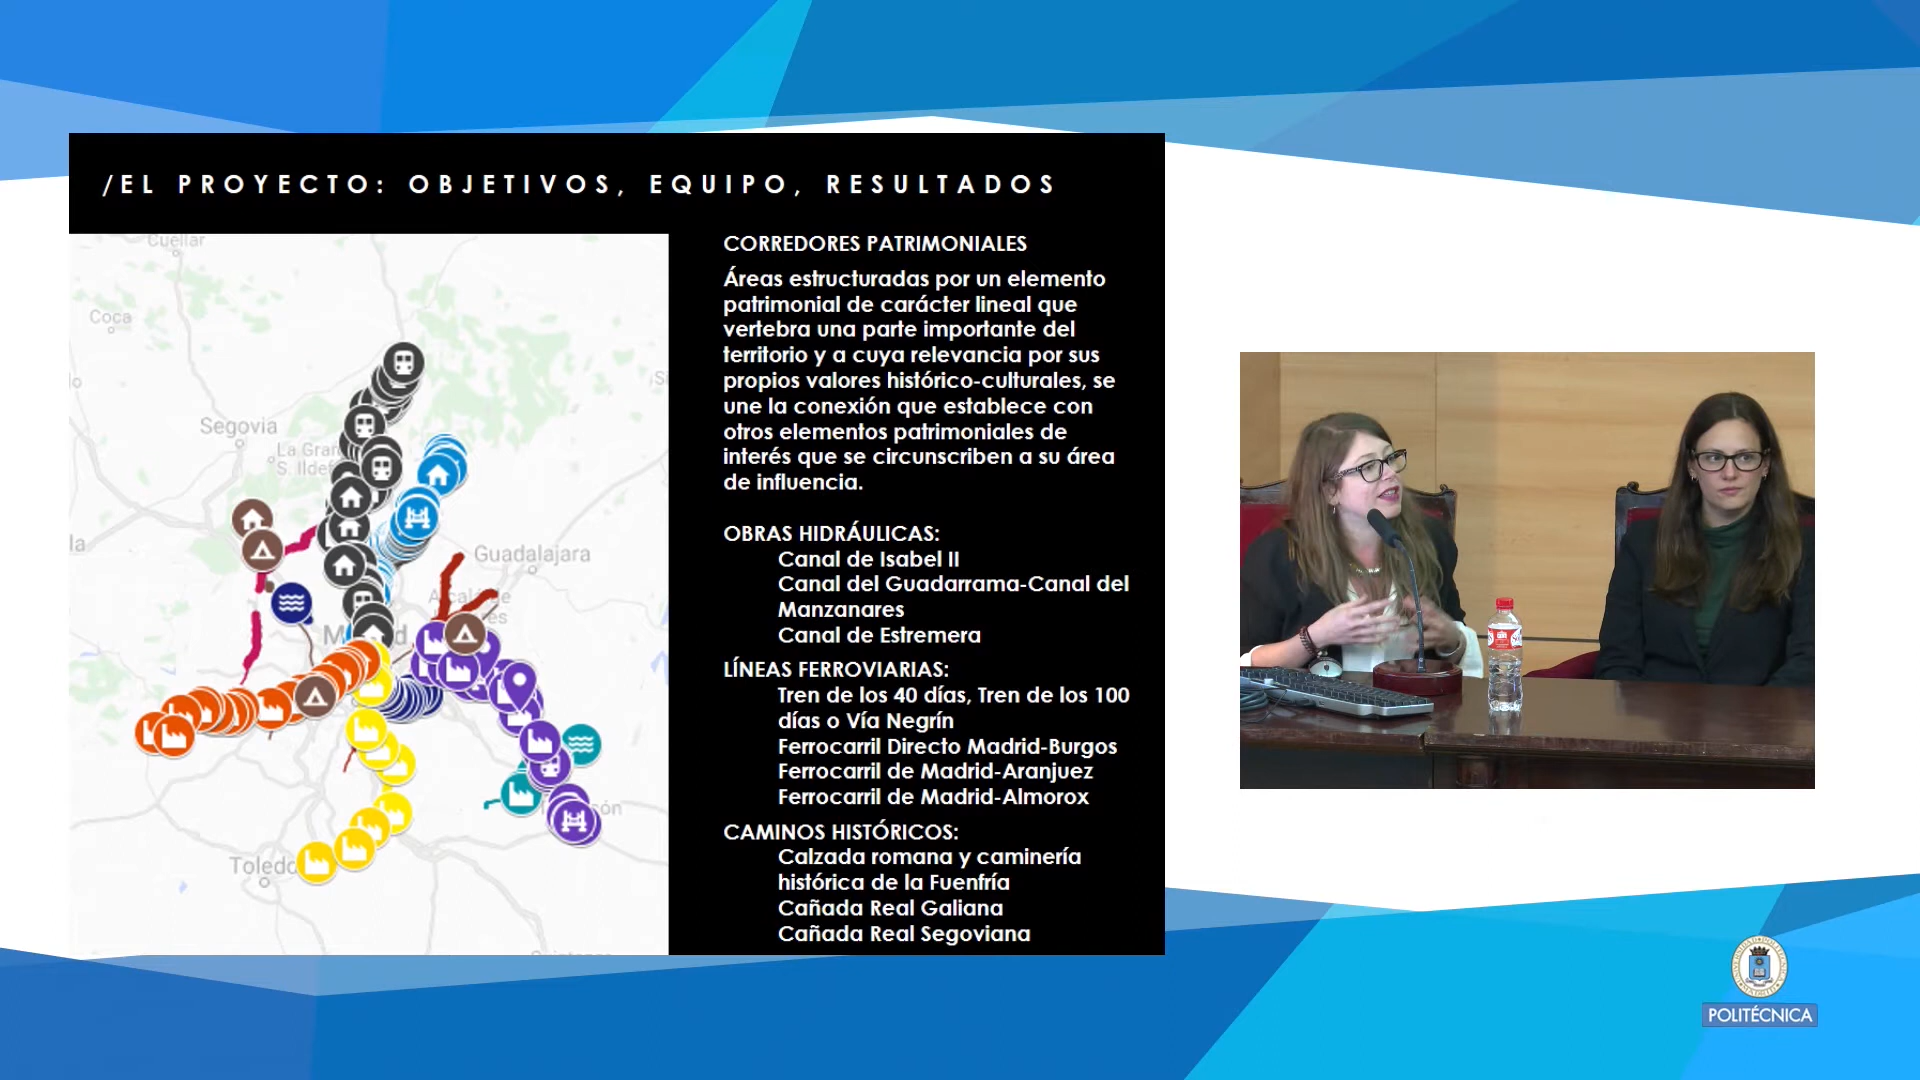 /EL PROYECTO: OBJETIVOS, EQUIPO, RESULTADOS
Cuéllar
Coca
Segovia
La Gran
S. Ildef
Guadalajara
Toledo
CORREDORES PATRIMONIALES
Áreas estructuradas por un elemento
patrimonial de carácter lineal que
vertebra una parte importante del
territorio y a cuya relevancia por sus
propios valores histórico-culturales, se
une la conexión que establece con
otros elementos patrimoniales de
interés que se circunscriben a su área
de influencia.
OBRAS HIDRÁULICAS:
Canal de Isabel II
Canal del Guadarrama-Canal del
Manzanares
Canal de Estremera
LÍNEAS FERROVIARIAS:
Tren de los 40 días, Tren de los 100
días o Vía Negrín
Ferrocarril Directo Madrid-Burgos
Ferrocarril de Madrid-Aranjuez
Ferrocarril de Madrid-Almorox
CAMINOS HISTÓRICOS:
Calzada romana y caminería
histórica de la Fuenfría
Cañada Real Galiana
Cañada Real Segoviana
POLITÉCNICA